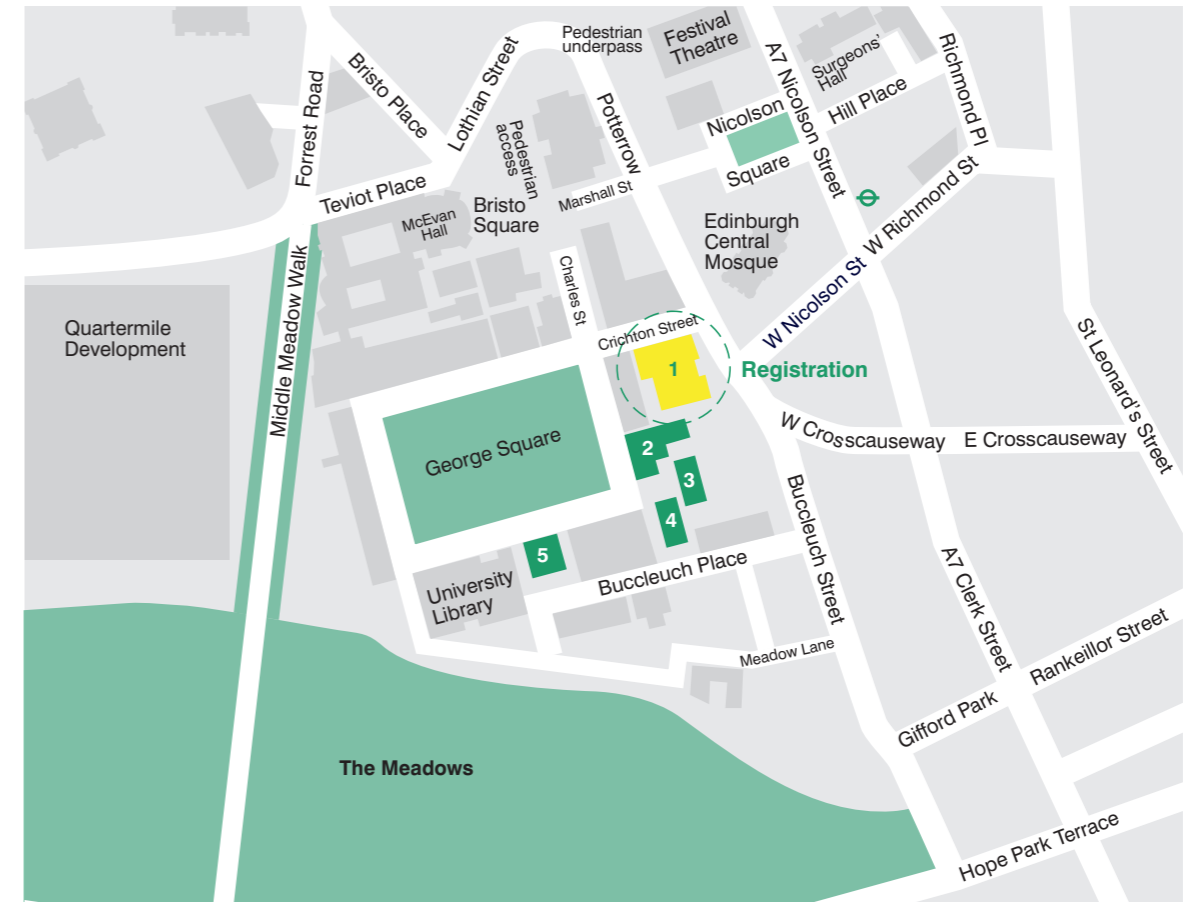 Pedestrian
underpass
Festival
Theatre
A7 Nicolson Street
Surgeons'
Hall
Richmond Pl
Forrest Road
Bristo Place
Lothian Street
Pedestrian
access
Potterrow
Nicolson
Square
Hill Place
Teviot Place
McEvan
Hall
Bristo
Square
Marshall St
W Richmond St
Edinburgh
Central
Mosque
W Nicolson St
Charles St
Middle Meadow Walk
Quartermile
Development
Crichton Street
1
Registration
St Leonard's Street
George Square
2
3
4
5
W Crosscauseway
E Crosscauseway
Buccleuch Street
University
Library
Buccleuch Place
A7 Clerk Street
Meadow Lane
Rankeillor Street
Gifford Park
The Meadows
Hope Park Terrace